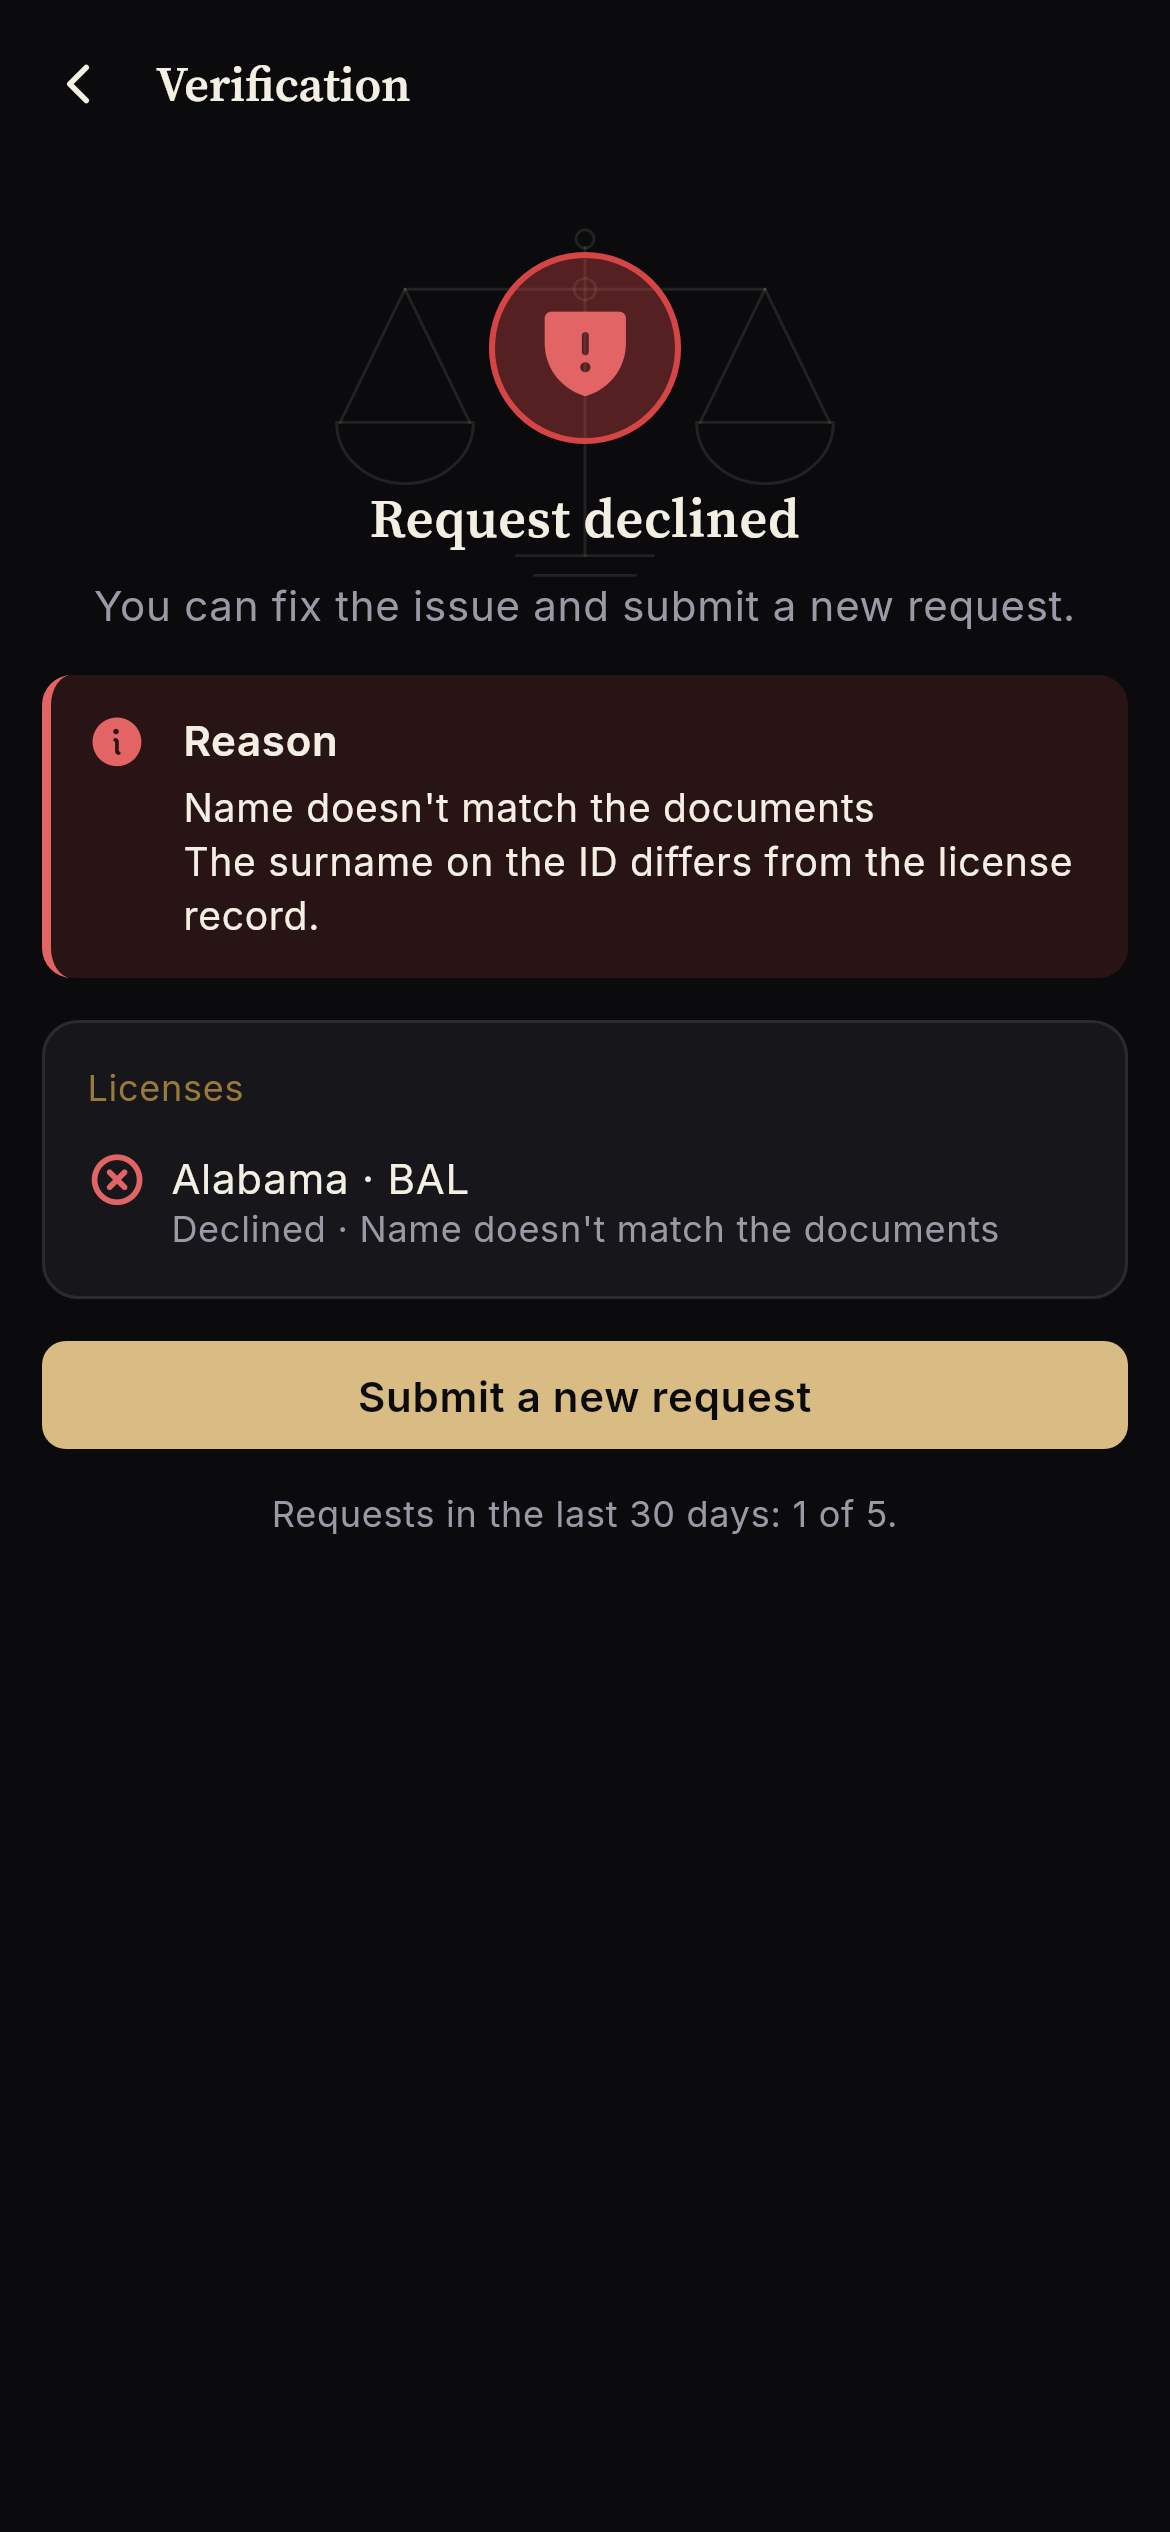 Verification
Request declined
You can fix the issue and submit a new request.
Reason
Name doesn't match the documents
The surname on the ID differs from the license
record.
Licenses
Alabama · BAL
Declined · Name doesn't match the documents
Submit a new request
Requests in the last 30 days: 1 of 5.